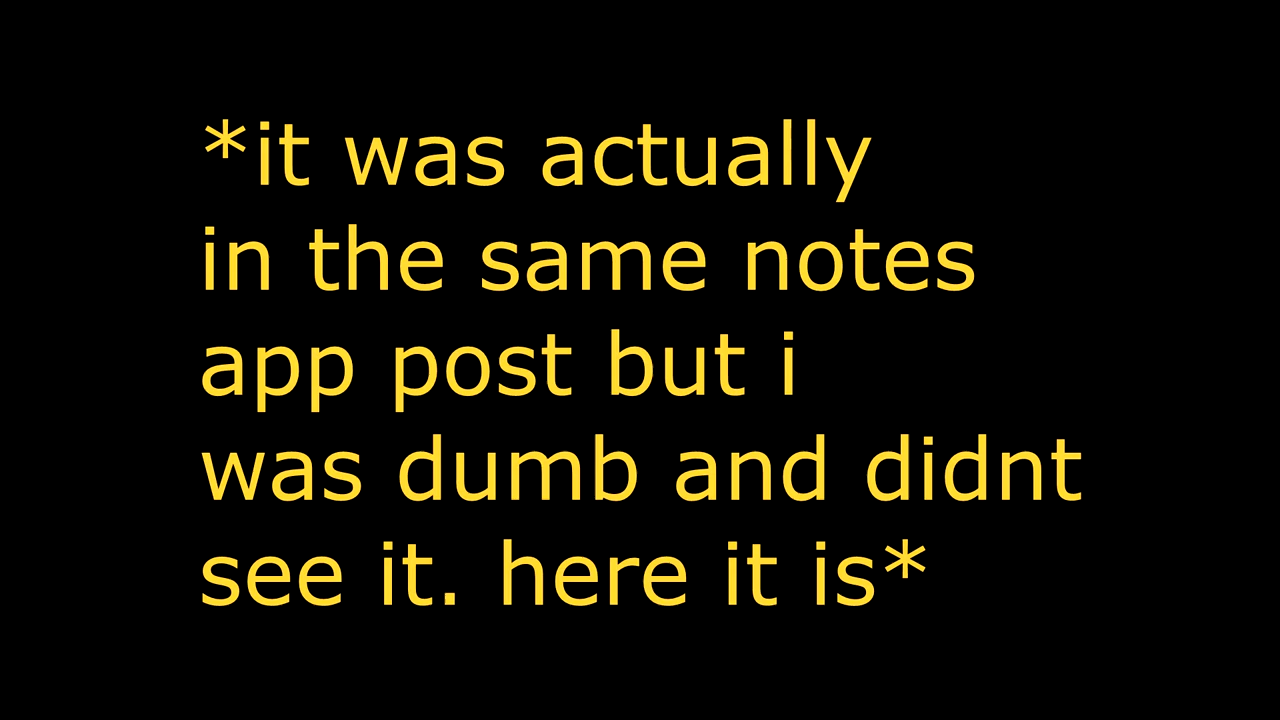 *it was actually
in the same notes
app post but i
was dumb and didnt
see it. here it is*